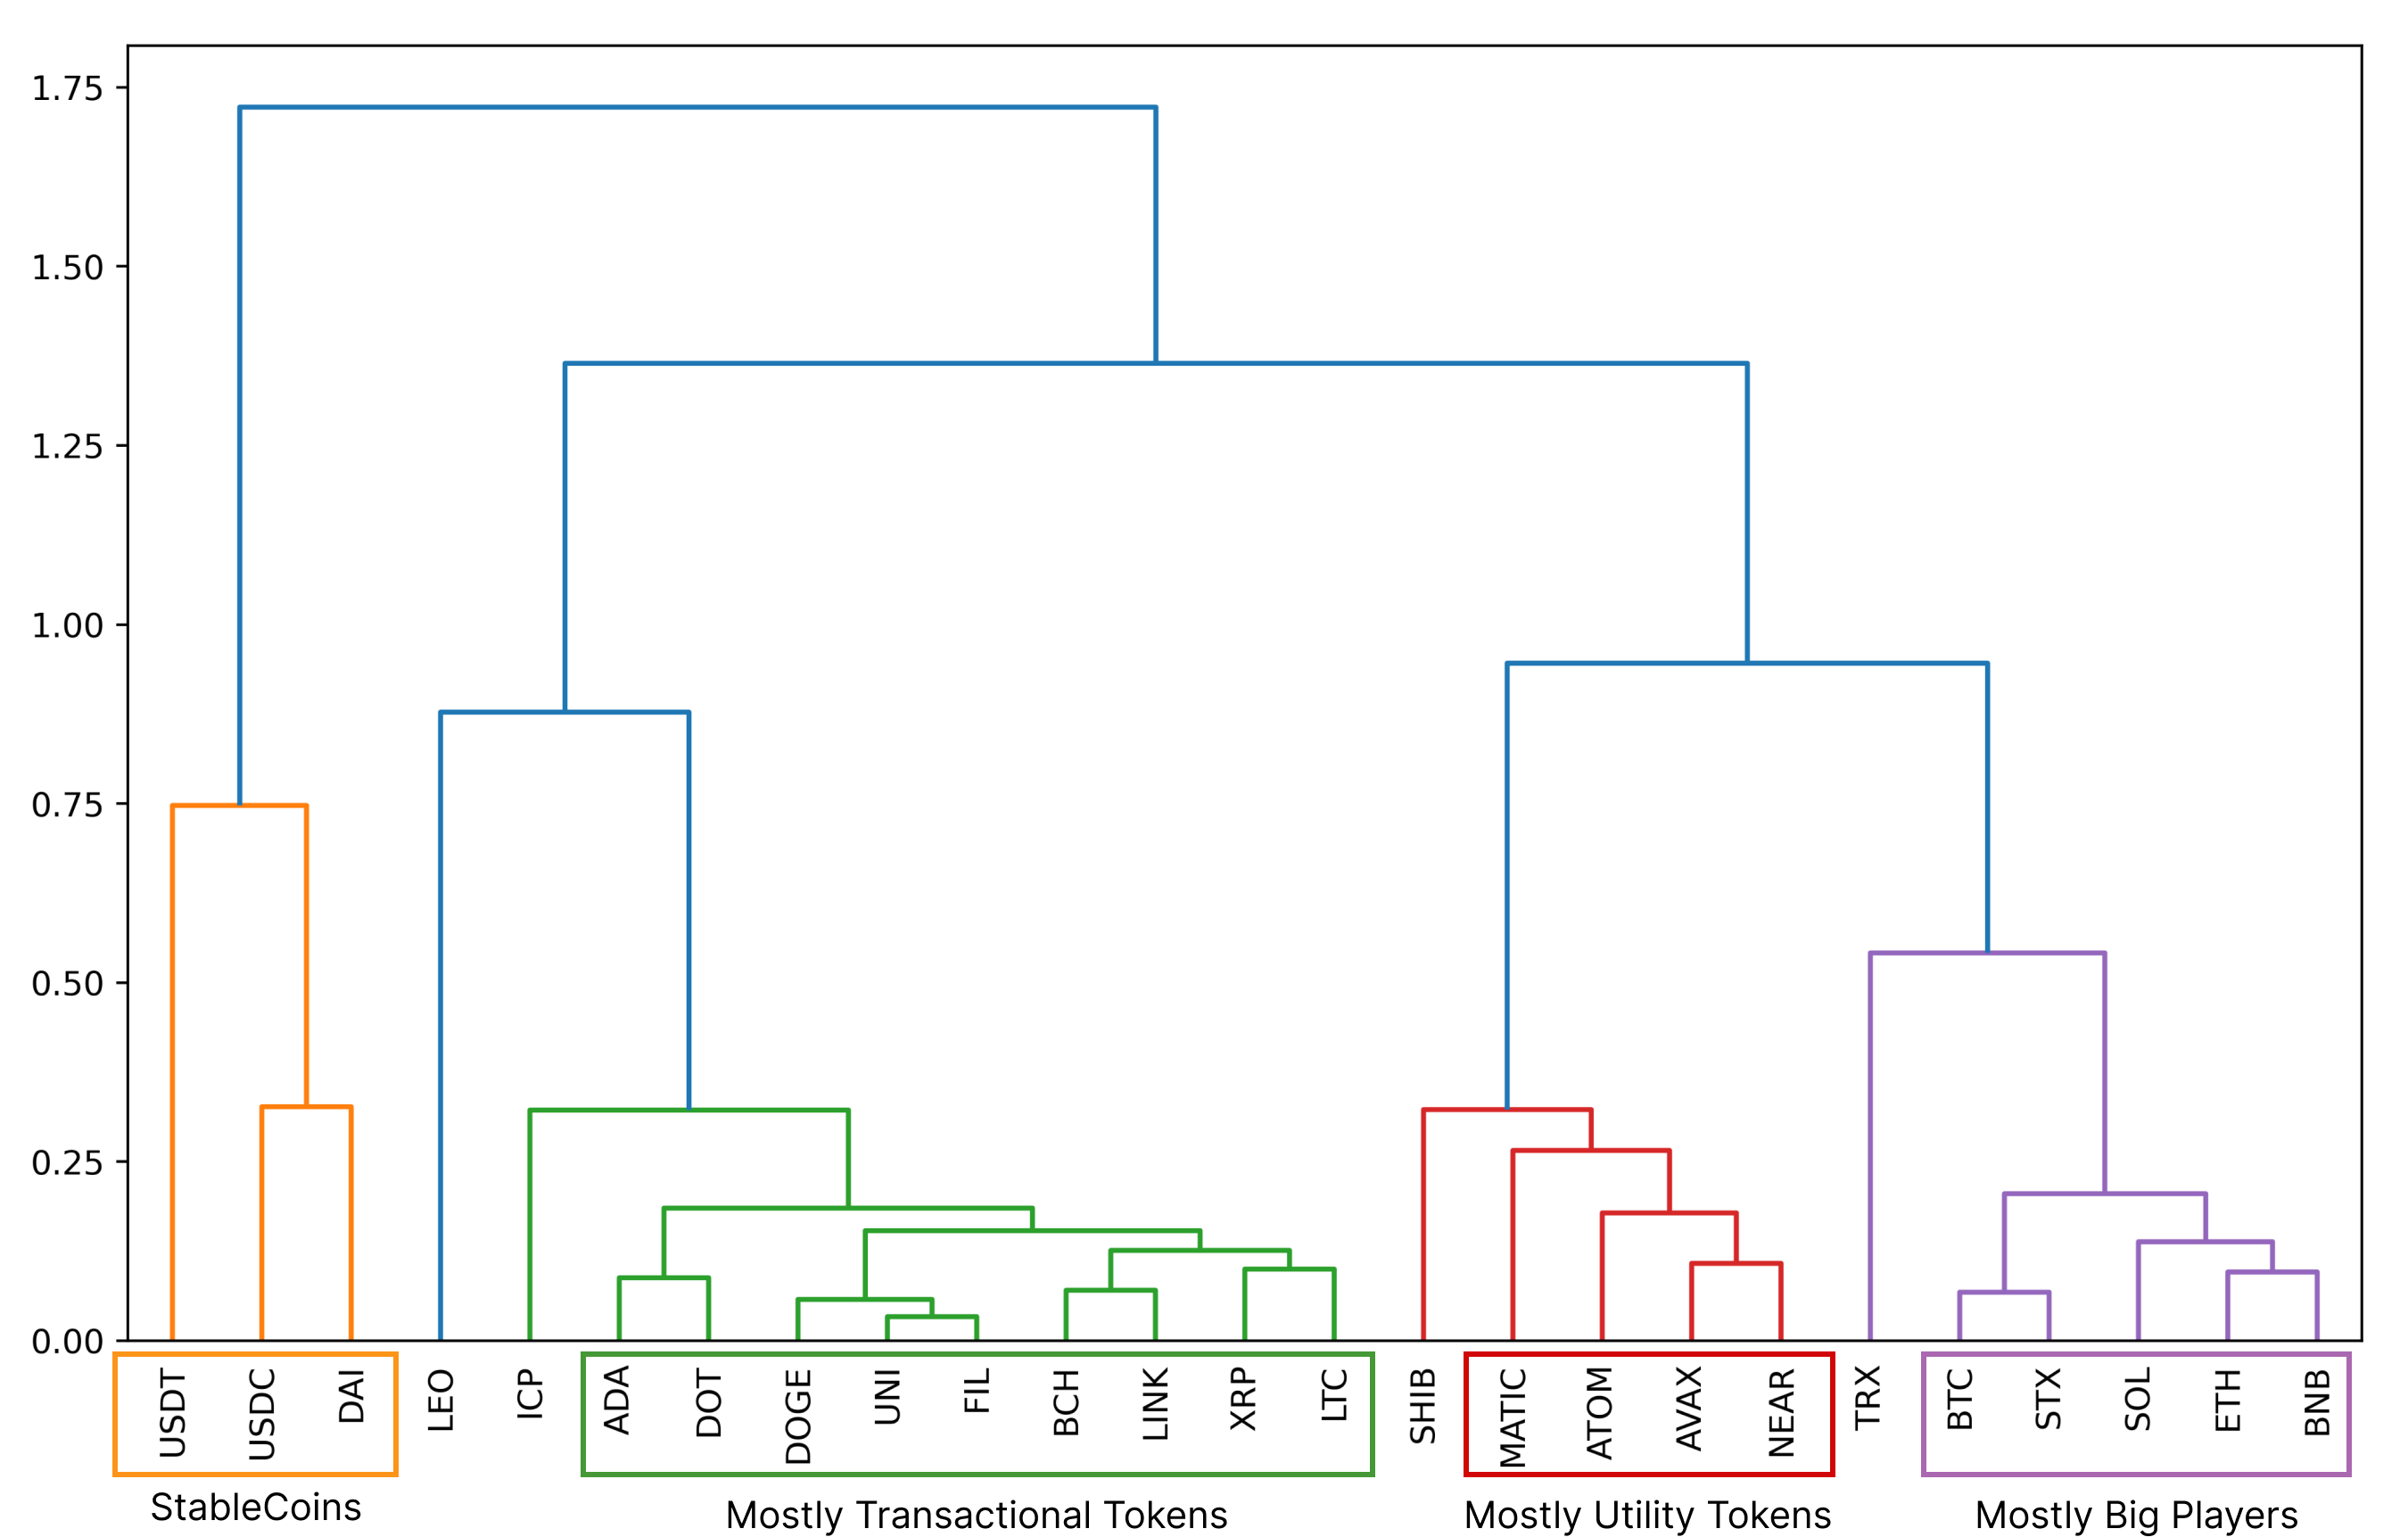 1.75
1.50
1.25
1.00
0.75
0.50
0.25
0.00
USDT
USDC
DAI
LEO
ICP
ADA
DOT
DOGE
UNI
FIL
BCH
LINK
XRP
LTC
SHIB
MATIC
ATOM
AVAX
NEAR
TRX
BTC
STX
SOL
ETH
BNB
StableCoins
Mostly Transactional Tokens
Mostly Utility Tokens
Mostly Big Players